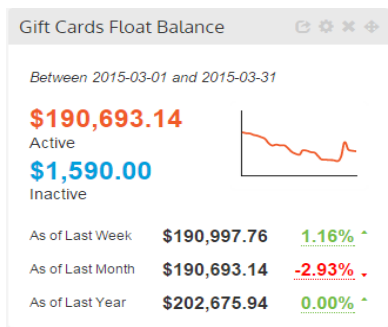 Gift Cards Float Balance
Between 2015-03-01 and 2015-03-31
$190,693.14
Active
$1,590.00
Inactive
As of Last Week $190,997.76 1.16%
As of Last Month $190,693.14 -2.93%
As of Last Year $202,675.94 0.00%